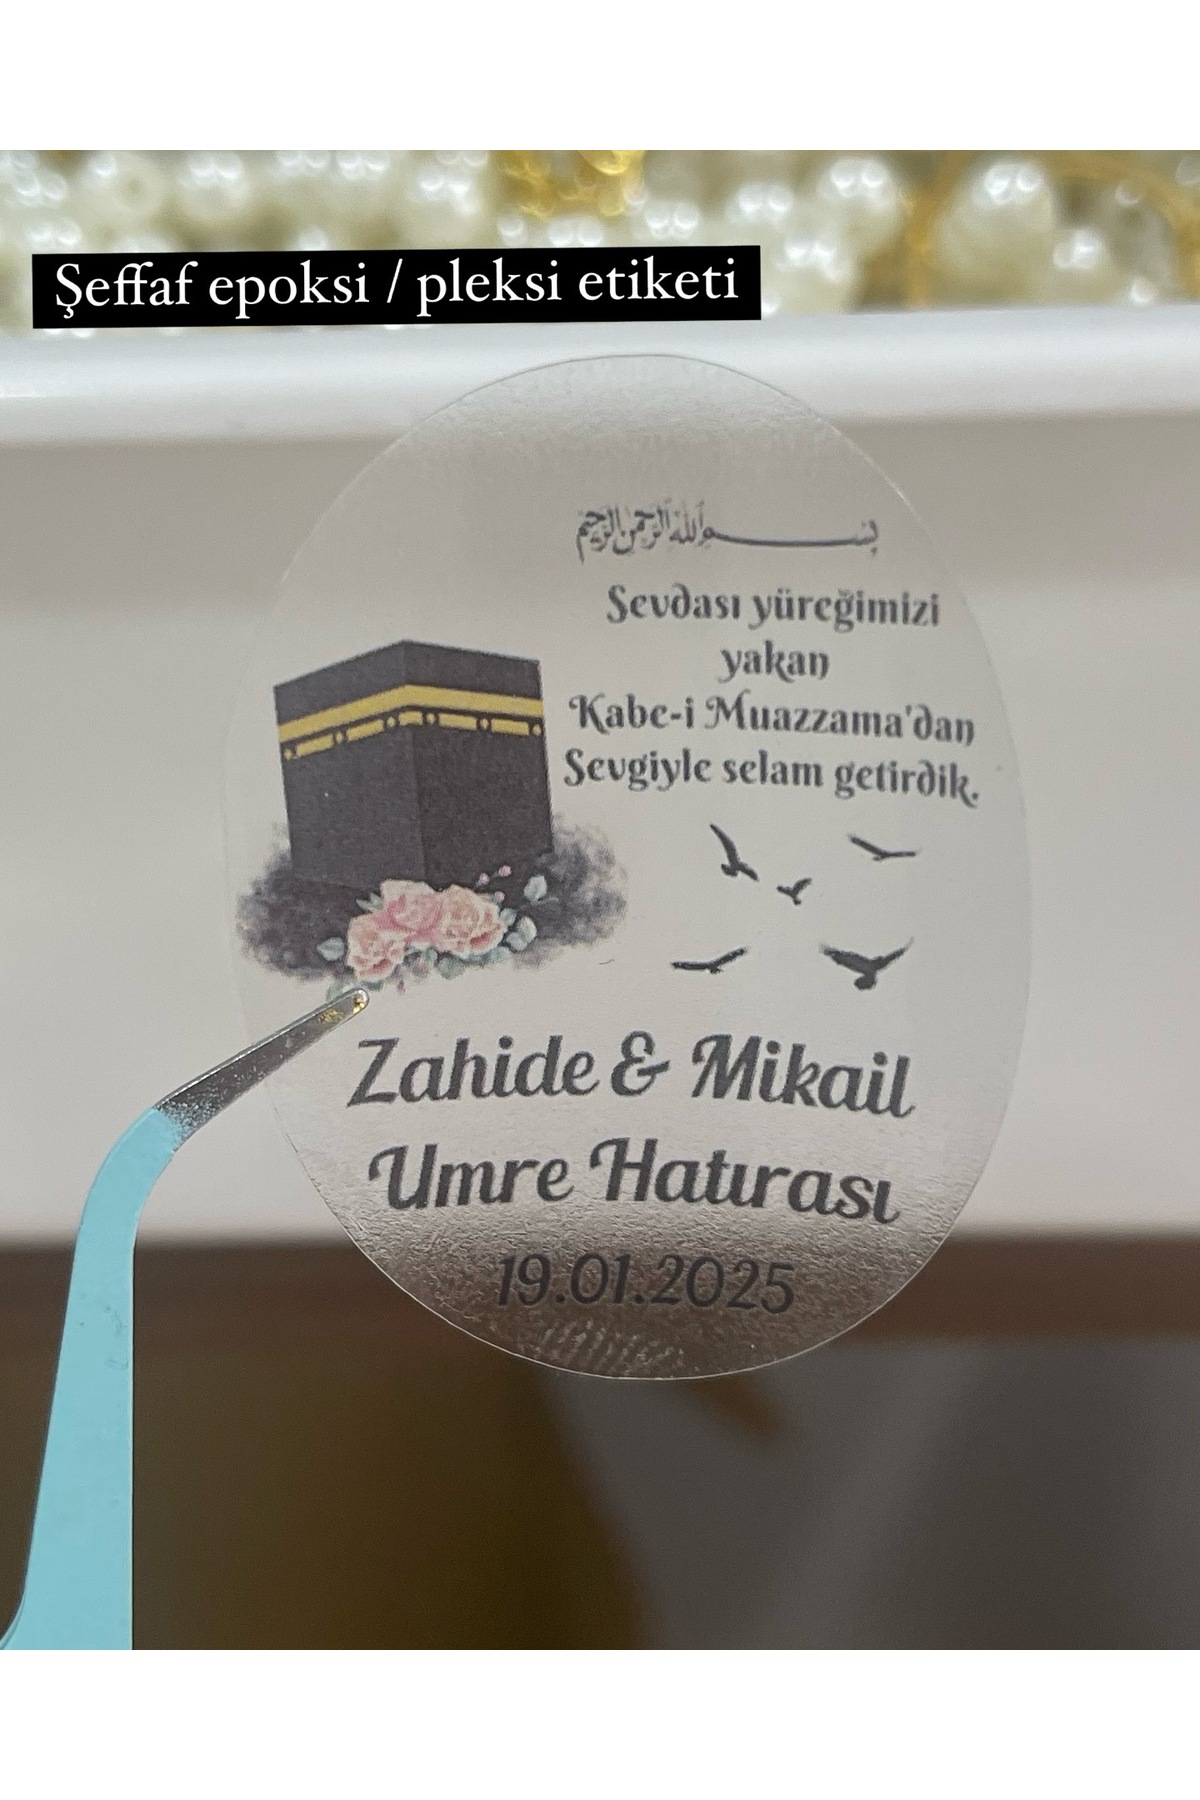 Şeffaf epoksi / pleksi etiketi
بسم الله الرحمن الرحيم
Sevdası yüreğimizi
yakan
Kabe-i Muazzama'dan
Sevgiyle selam getirdik.
Zahide & Mikail
Umre Hatırası
19.01.2025